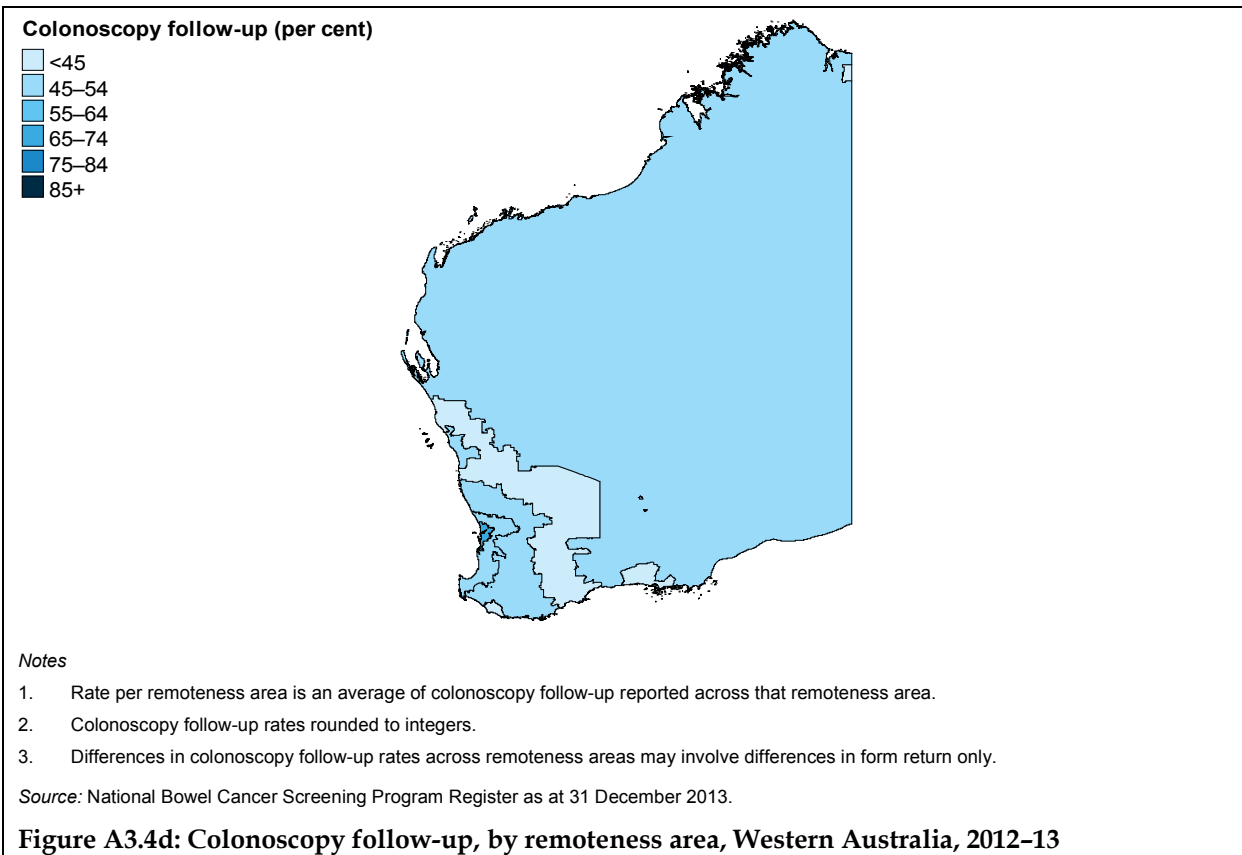 Colonoscopy follow-up (per cent)
<45
45–54
55–64
65–74
75–84
85+
Notes
1. Rate per remoteness area is an average of colonoscopy follow-up reported across that remoteness area.
2. Colonoscopy follow-up rates rounded to integers.
3. Differences in colonoscopy follow-up rates across remoteness areas may involve differences in form return only.
Source: National Bowel Cancer Screening Program Register as at 31 December 2013.
Figure A3.4d: Colonoscopy follow-up, by remoteness area, Western Australia, 2012–13